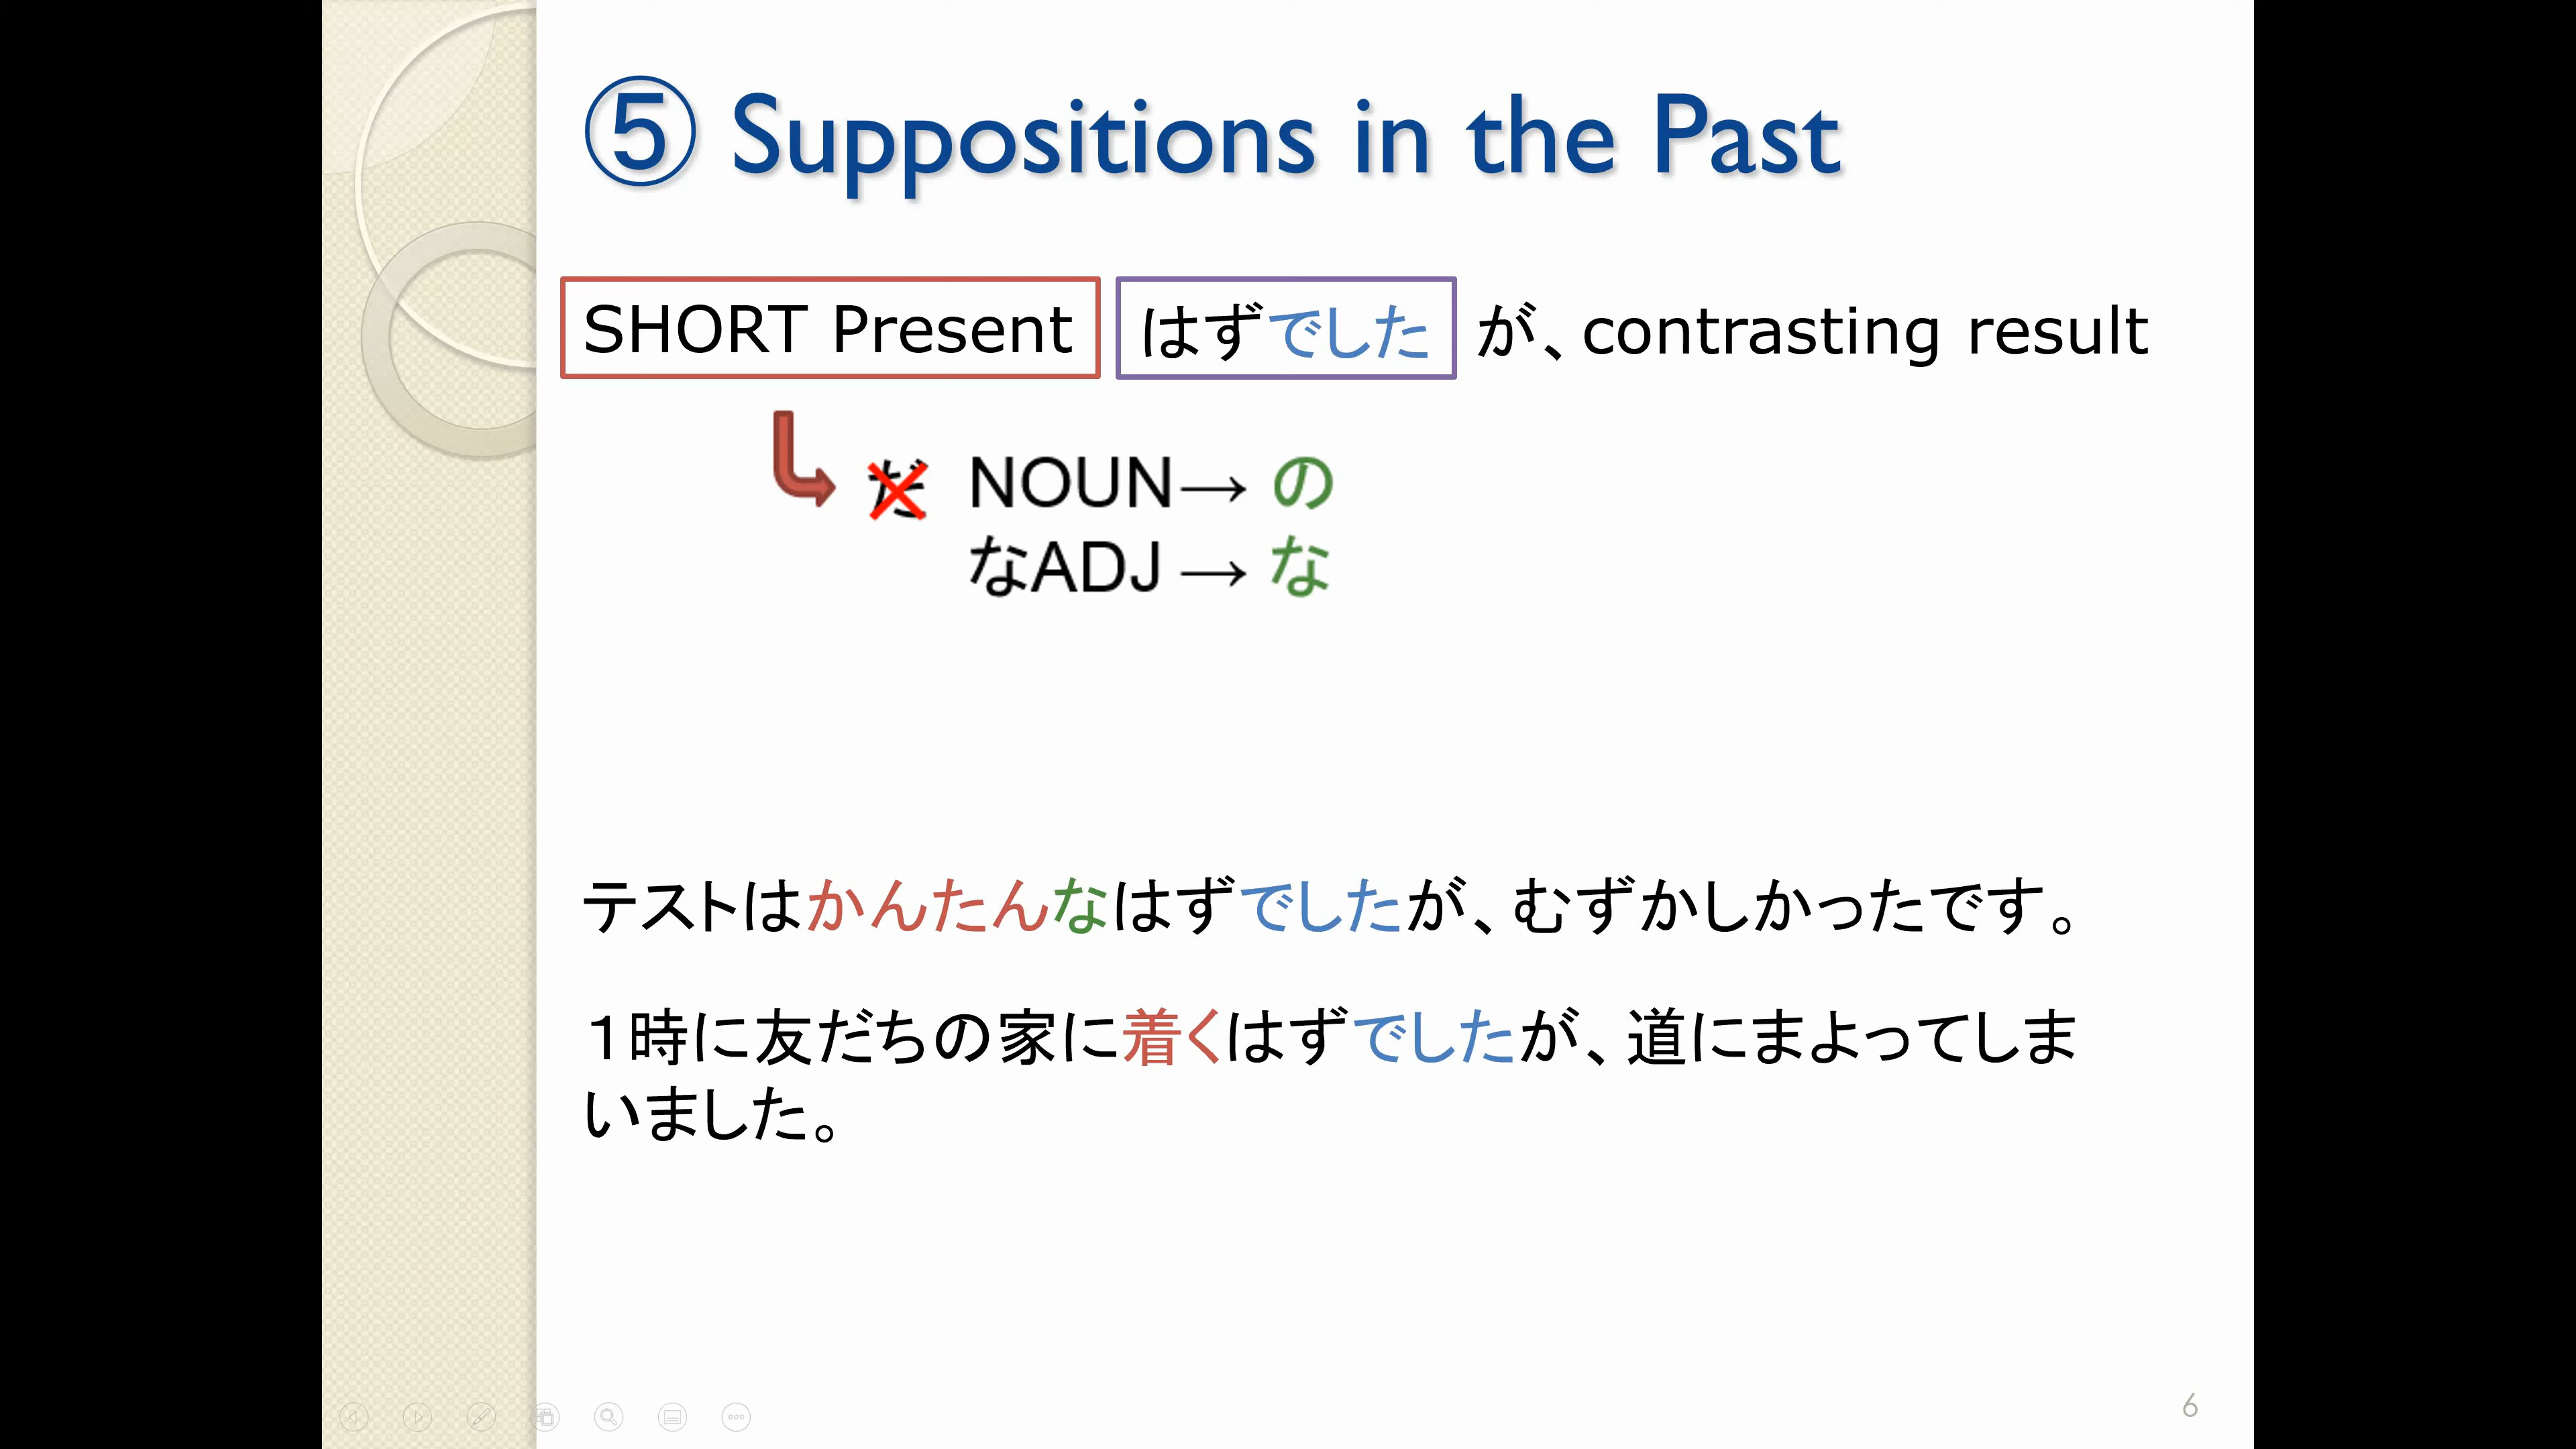 ⑤ Suppositions in the Past
SHORT Present はずでした が、contrasting result
だ NOUN→ の
なADJ → な
テストはかんたんなはずでしたが、むずかしかったです。
1時に友だちの家に着くはずでしたが、道にまよってしま
いました。
6